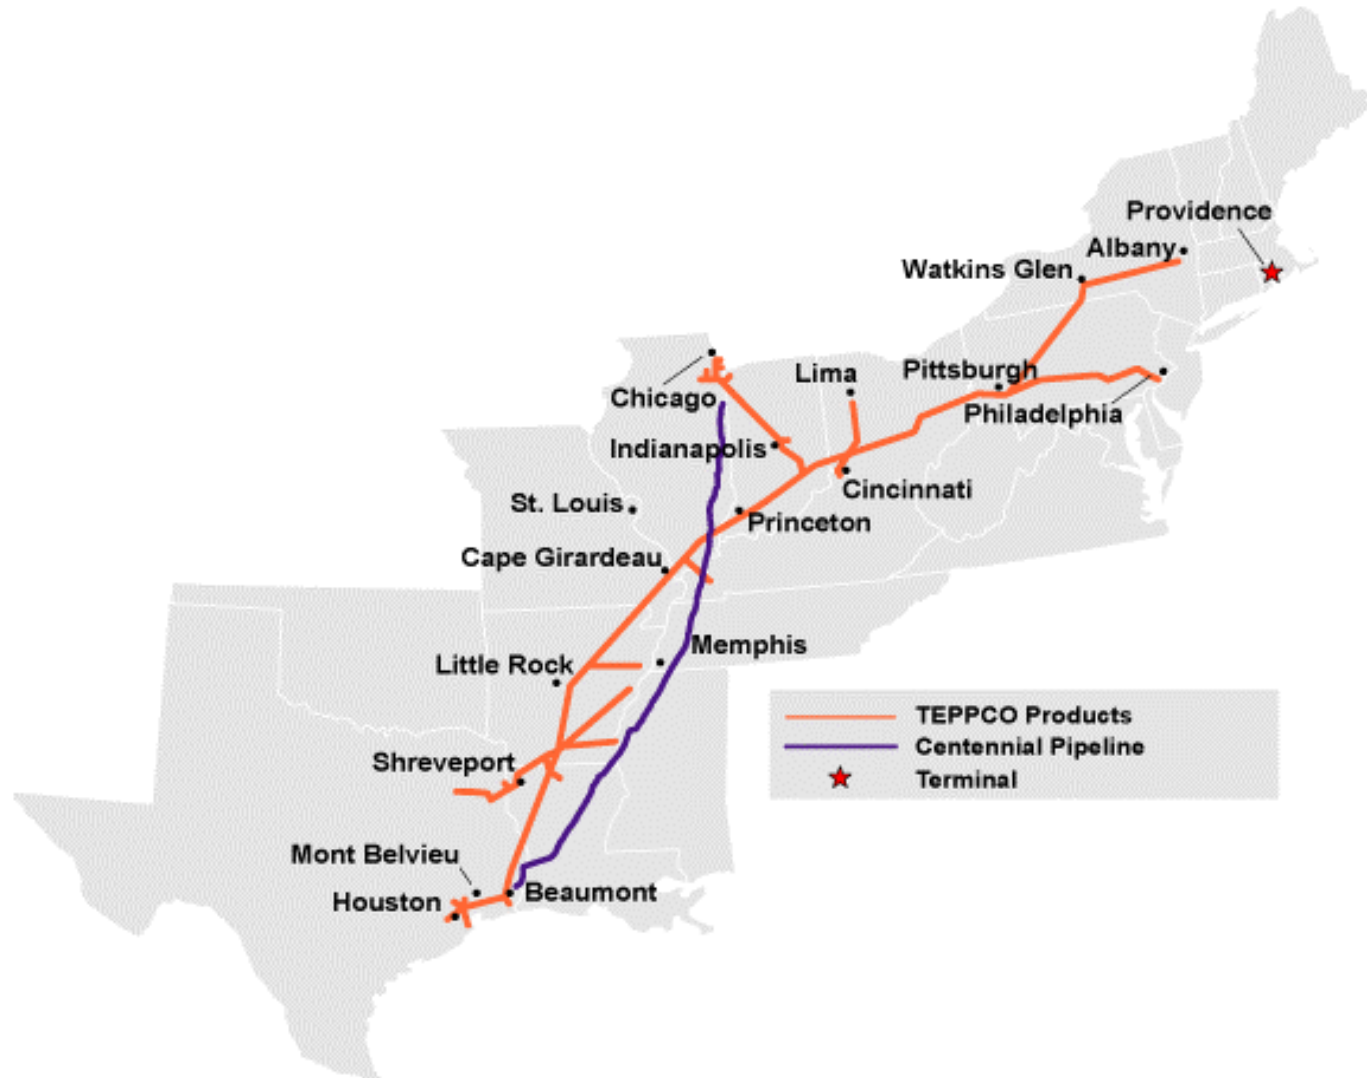 Providence
Albany
Watkins Glen
Pittsburgh
Lima
Chicago
Philadelphia
Indianapolis
Cincinnati
St. Louis
Princeton
Cape Girardeau
Memphis
Little Rock
TEPPCO Products
Centennial Pipeline
Terminal
Shreveport
Mont Belvieu
Beaumont
Houston